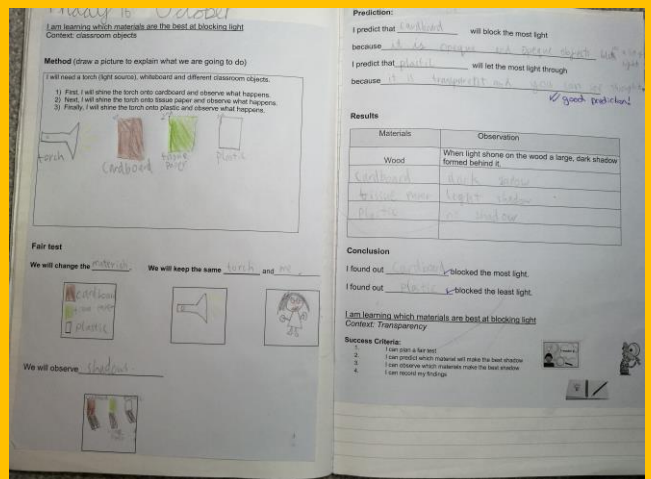 Friday 16 October
I am learning which materials are the best at blocking light
Context: classroom objects
Method (draw a picture to explain what we are going to do)
I will need a torch (light source), whiteboard and different classroom objects.
1) First, I will shine the torch onto cardboard and observe what happens.
2) Next, I will shine the torch onto tissue paper and observe what happens.
3) Finally, I will shine the torch onto plastic and observe what happens.
torch
Cardboard
tissue paper
plastic
Fair test
We will change the materials We will keep the same torch and me.
cardboard
plastic
We will observe shadows
Prediction:
I predict that cardboard will block the most light
because it is opaque and opaque objects
light
I predict that plastic will let the most light through
because it is transparent and you can see
good prediction!
Results
Materials Observation
Wood When light shone on the wood a large, dark shadow
formed behind it.
cardboard dark
paper light shadow
no shadow
Conclusion
I found out cardboard blocked the most light.
I found out Plastic blocked the least light.
I am learning which materials are best at blocking light
Context: Transparency
Success Criteria:
1. I can plan a fair test
2. I can predict which material will make the best shadow
3. I can observe which materials make the best shadow
4. I can record my findings